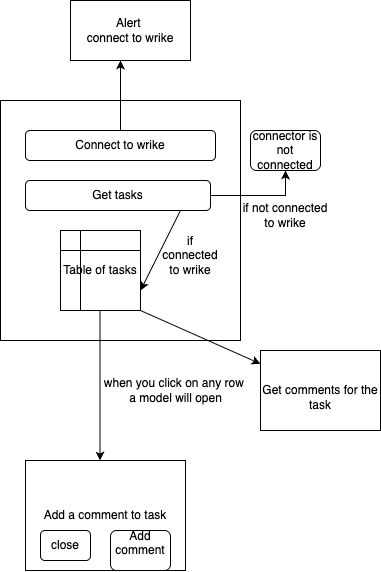 Alert
connect to wrike
Connect to wrike
connector is
not
connected
Get tasks
if not connected
to wrike
if
connected
to wrike
Table of tasks
when you click on any row
a model will open
Get comments for the
task
Add a comment to task
close
Add
comment